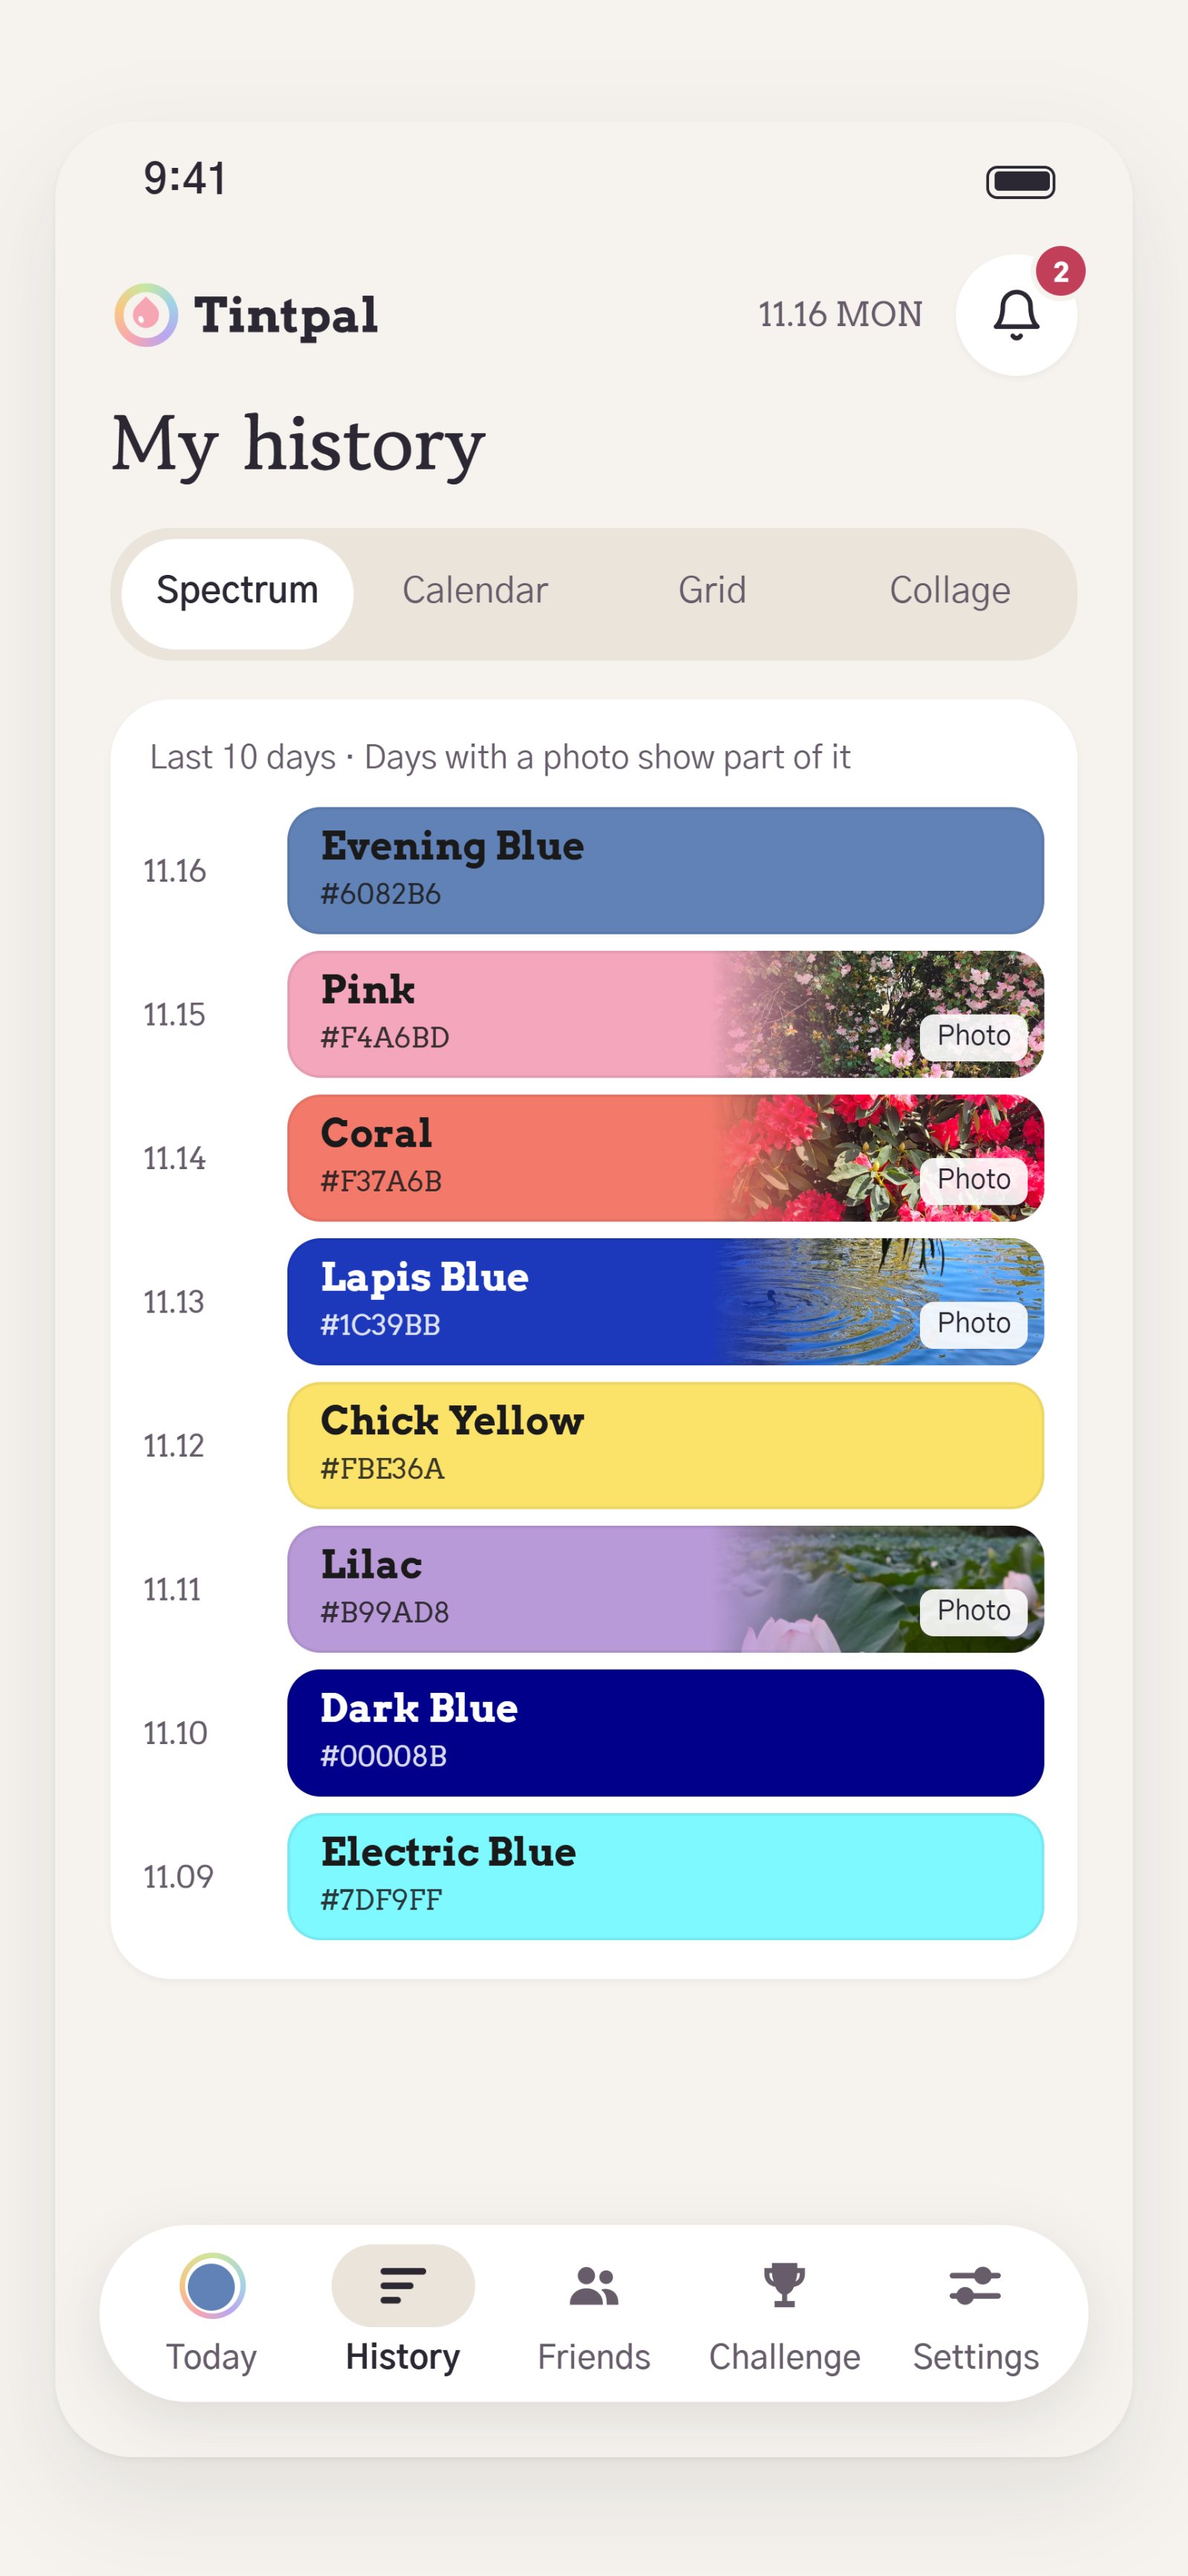 9:41
Tintpal
11.16 MON
2
My history
Spectrum
Calendar
Grid
Collage
Last 10 days · Days with a photo show part of it
11.16
Evening Blue
#6082B6
11.15
Pink
#F4A6BD
Photo
11.14
Coral
#F37A6B
Photo
11.13
Lapis Blue
#1C39BB
Photo
11.12
Chick Yellow
#FBE36A
11.11
Lilac
#B99AD8
Photo
11.10
Dark Blue
#00008B
11.09
Electric Blue
#7DF9FF
Today
History
Friends
Challenge
Settings